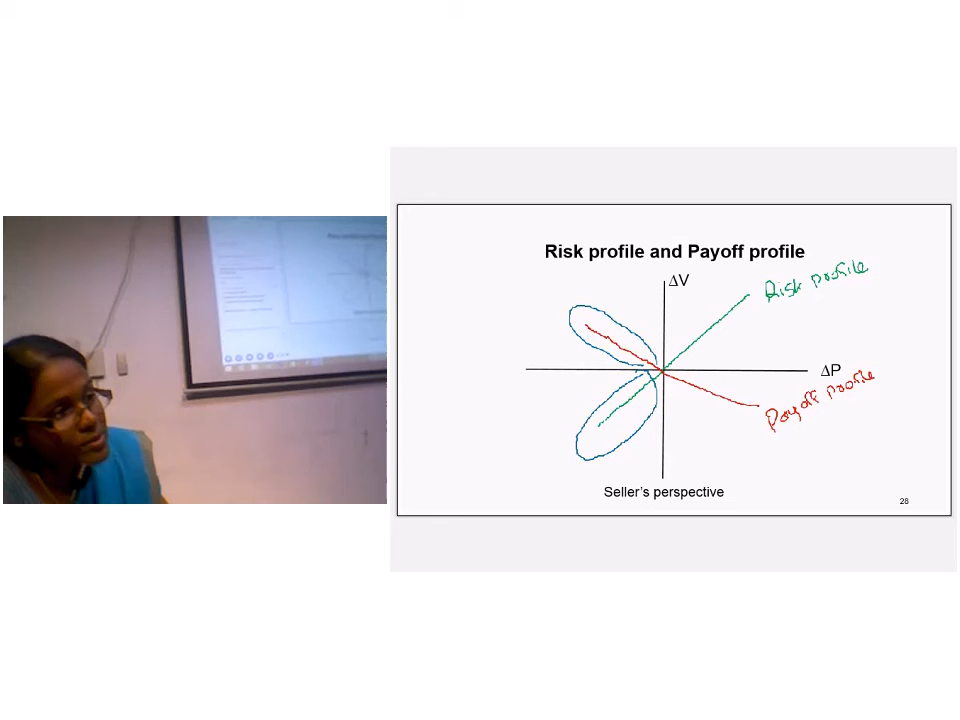 Risk profile and Payoff profile
ΔV
Risk profile
ΔP
Payoff profile
Seller's perspective
28